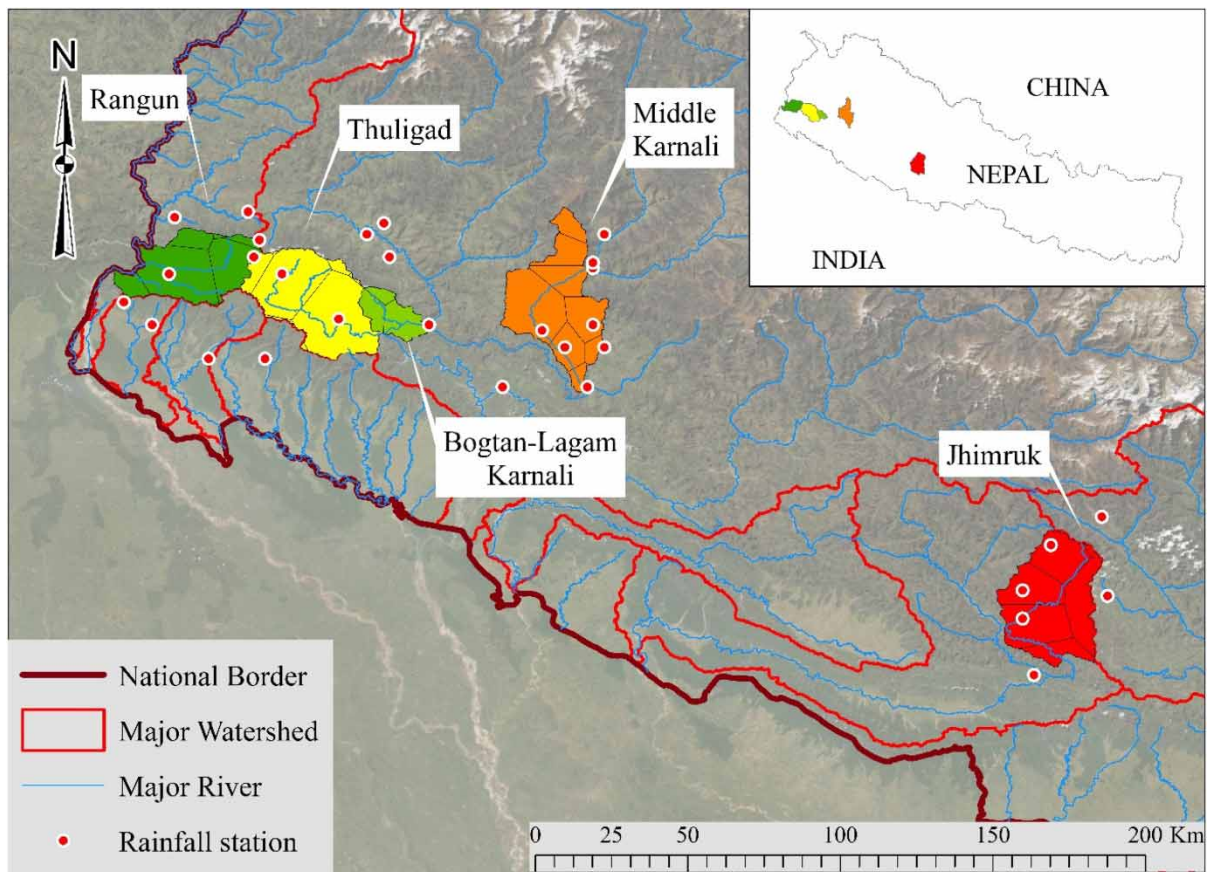 N
Rangun
Thuligad
Middle
Karnali
CHINA
NEPAL
INDIA
Bogtan-Lagam
Karnali
Jhimruk
National Border
Major Watershed
Major River
Rainfall station
0 25 50 100 150 200 Km